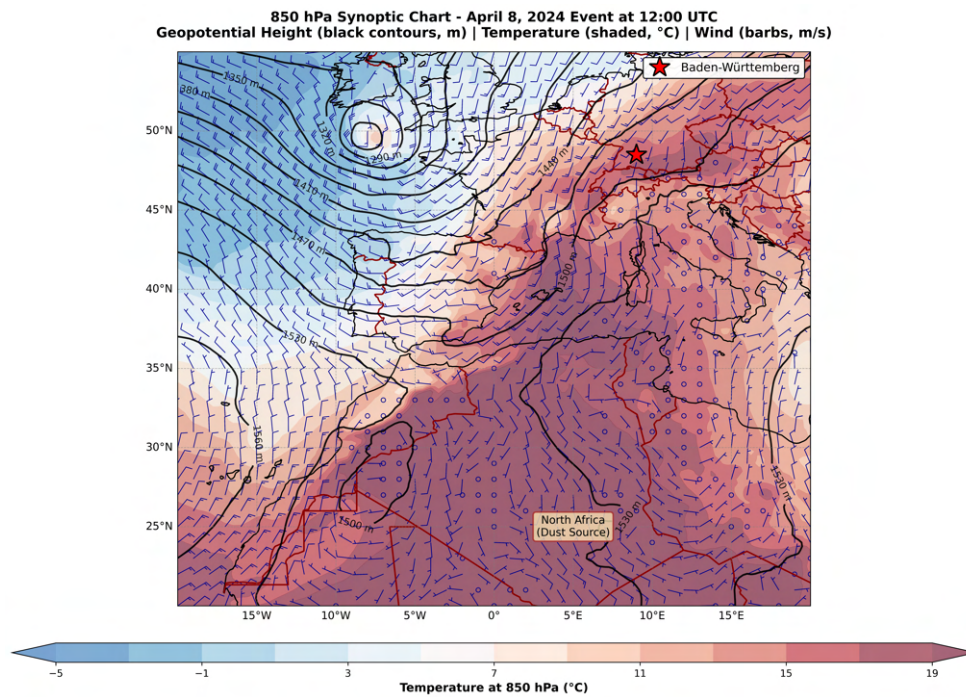 850 hPa Synoptic Chart - April 8, 2024 Event at 12:00 UTC
Geopotential Height (black contours, m) | Temperature (shaded, °C) | Wind (barbs, m/s)
Baden-Württemberg
1350 m
380 m
1320 m
1290 m
1410 m
1440 m
1470 m
1500 m
1530 m
1560 m
1500 m
1530 m
1530 m
North Africa
(Dust Source)
50°N
45°N
40°N
35°N
30°N
25°N
15°W
10°W
5°W
0°
5°E
10°E
15°E
−5
−1
3
7
11
15
19
Temperature at 850 hPa (°C)